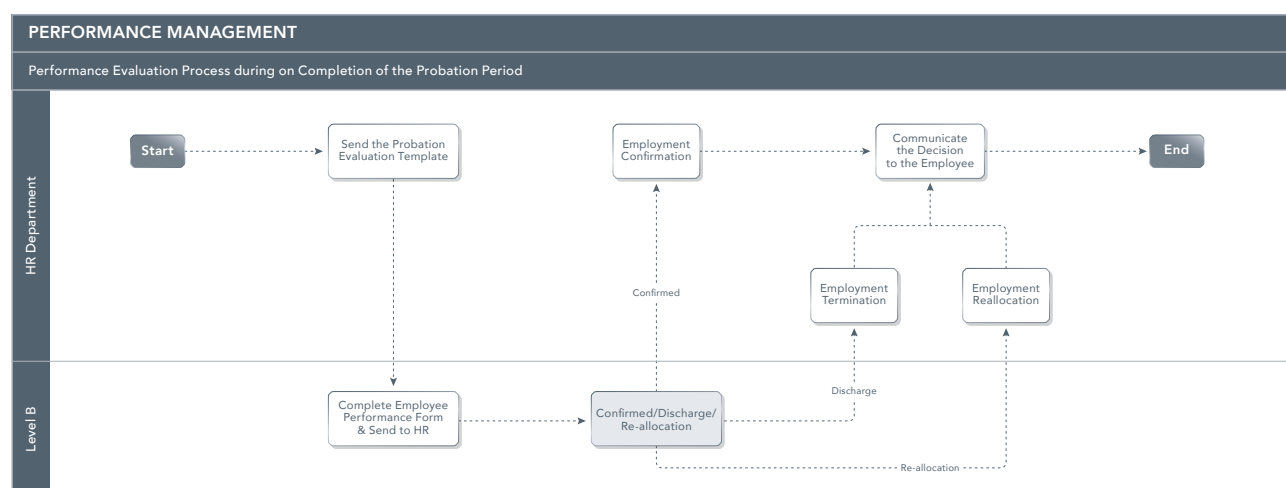 PERFORMANCE MANAGEMENT
Performance Evaluation Process during on Completion of the Probation Period
HR Department
Start
Send the Probation
Evaluation Template
Employment
Confirmation
Communicate
the Decision
to the Employee
End
Confirmed
Employment
Termination
Employment
Reallocation
Level B
Complete Employee
Performance Form
& Send to HR
Confirmed/Discharge/
Re-allocation
Discharge
Re-allocation